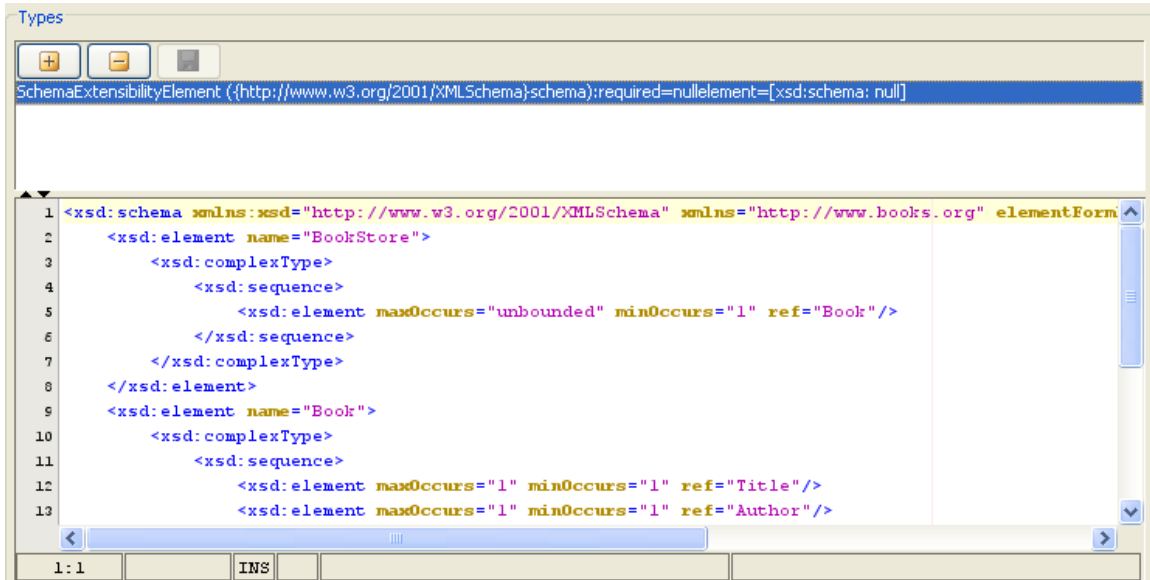 Types
SchemaExtensibilityElement ({http://www.w3.org/2001/XMLSchema}schema):required=nullelement=[xsd:schema: null]
1 <xsd:schema xmlns:xsd="http://www.w3.org/2001/XMLSchema" xmlns="http://www.books.org" elementForm
2 <xsd:element name="BookStore">
3 <xsd:complexType>
4 <xsd:sequence>
5 <xsd:element maxOccurs="unbounded" minOccurs="1" ref="Book"/>
6 </xsd:sequence>
7 </xsd:complexType>
8 </xsd:element>
9 <xsd:element name="Book">
10 <xsd:complexType>
11 <xsd:sequence>
12 <xsd:element maxOccurs="1" minOccurs="1" ref="Title"/>
13 <xsd:element maxOccurs="1" minOccurs="1" ref="Author"/>
1:1 INS